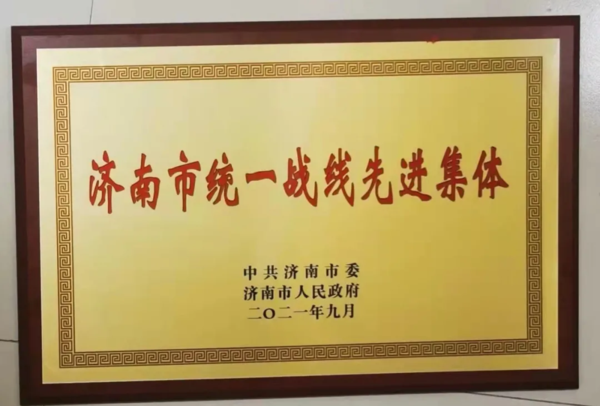 济南市统一战线先进集体
中共济南市委
济南市人民政府
二〇二一年九月